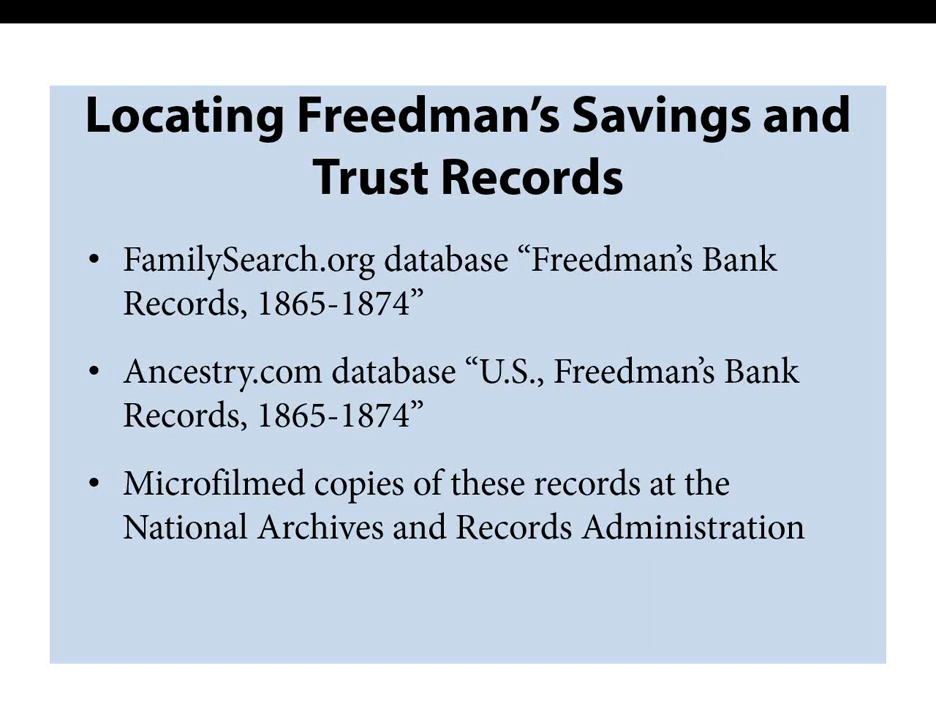 Locating Freedman’s Savings and
Trust Records
• FamilySearch.org database “Freedman’s Bank
Records, 1865-1874”
• Ancestry.com database “U.S., Freedman’s Bank
Records, 1865-1874”
• Microfilmed copies of these records at the
National Archives and Records Administration